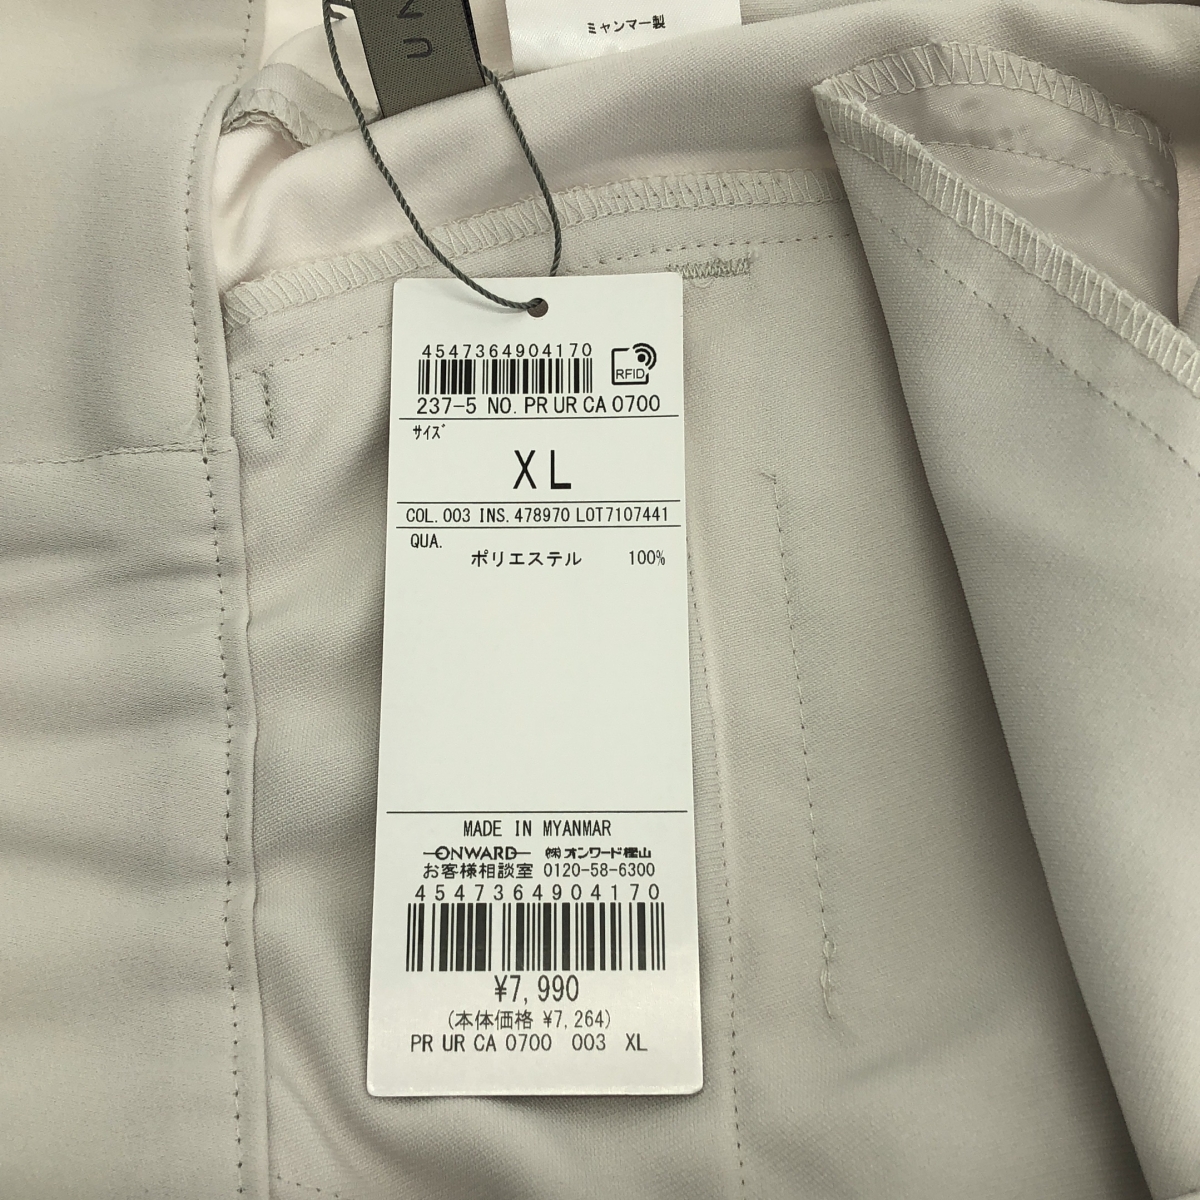 UN
ミャンマー製
4547364904170
RFID
237-5 NO. PR UR CA 0700
サイズ
XL
COL. 003 INS. 478970 LOT7107441
QUA.
ポリエステル 100%
MADE IN MYANMAR
ONWARD ㈱オンワード樫山
お客様相談室 0120-58-6300
4547364904170
¥7,990
(本体価格 ¥7,264)
PR UR CA 0700 003 XL